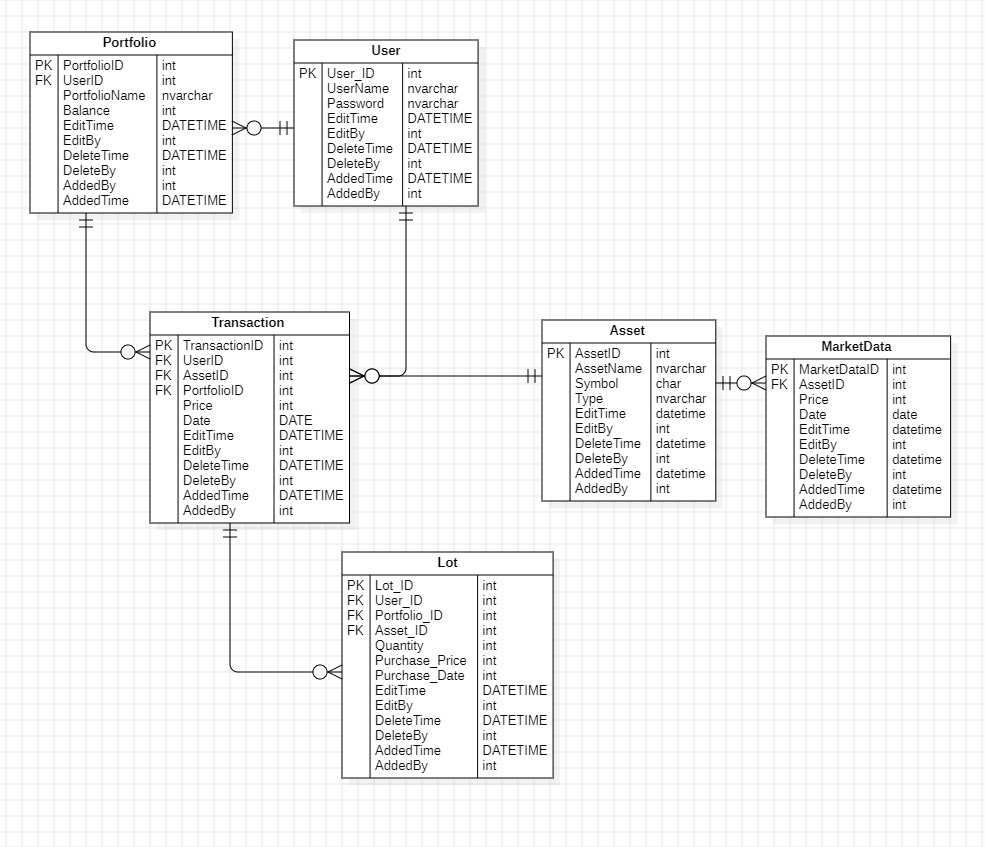 Portfolio
PK PortfolioID int
FK UserID int
PortfolioName nvarchar
Balance int
EditTime DATETIME
EditBy int
DeleteTime DATETIME
DeleteBy int
AddedBy int
AddedTime DATETIME
User
PK User_ID int
UserName nvarchar
Password nvarchar
EditTime DATETIME
EditBy int
DeleteTime DATETIME
DeleteBy int
AddedTime DATETIME
AddedBy int
Transaction
PK TransactionID int
FK UserID int
FK AssetID int
FK PortfolioID int
Price int
Date DATE
EditTime DATETIME
EditBy int
DeleteTime DATETIME
DeleteBy int
AddedTime DATETIME
AddedBy int
Asset
PK AssetID int
AssetName nvarchar
Symbol char
Type nvarchar
EditTime datetime
EditBy int
DeleteTime datetime
DeleteBy int
AddedTime datetime
AddedBy int
MarketData
PK MarketDataID int
FK AssetID int
Price int
Date date
EditTime datetime
EditBy int
DeleteTime datetime
DeleteBy int
AddedTime datetime
AddedBy int
Lot
PK Lot_ID int
FK User_ID int
FK Portfolio_ID int
FK Asset_ID int
Quantity int
Purchase_Price int
Purchase_Date int
EditTime DATETIME
EditBy int
DeleteTime DATETIME
DeleteBy int
AddedTime DATETIME
AddedBy int